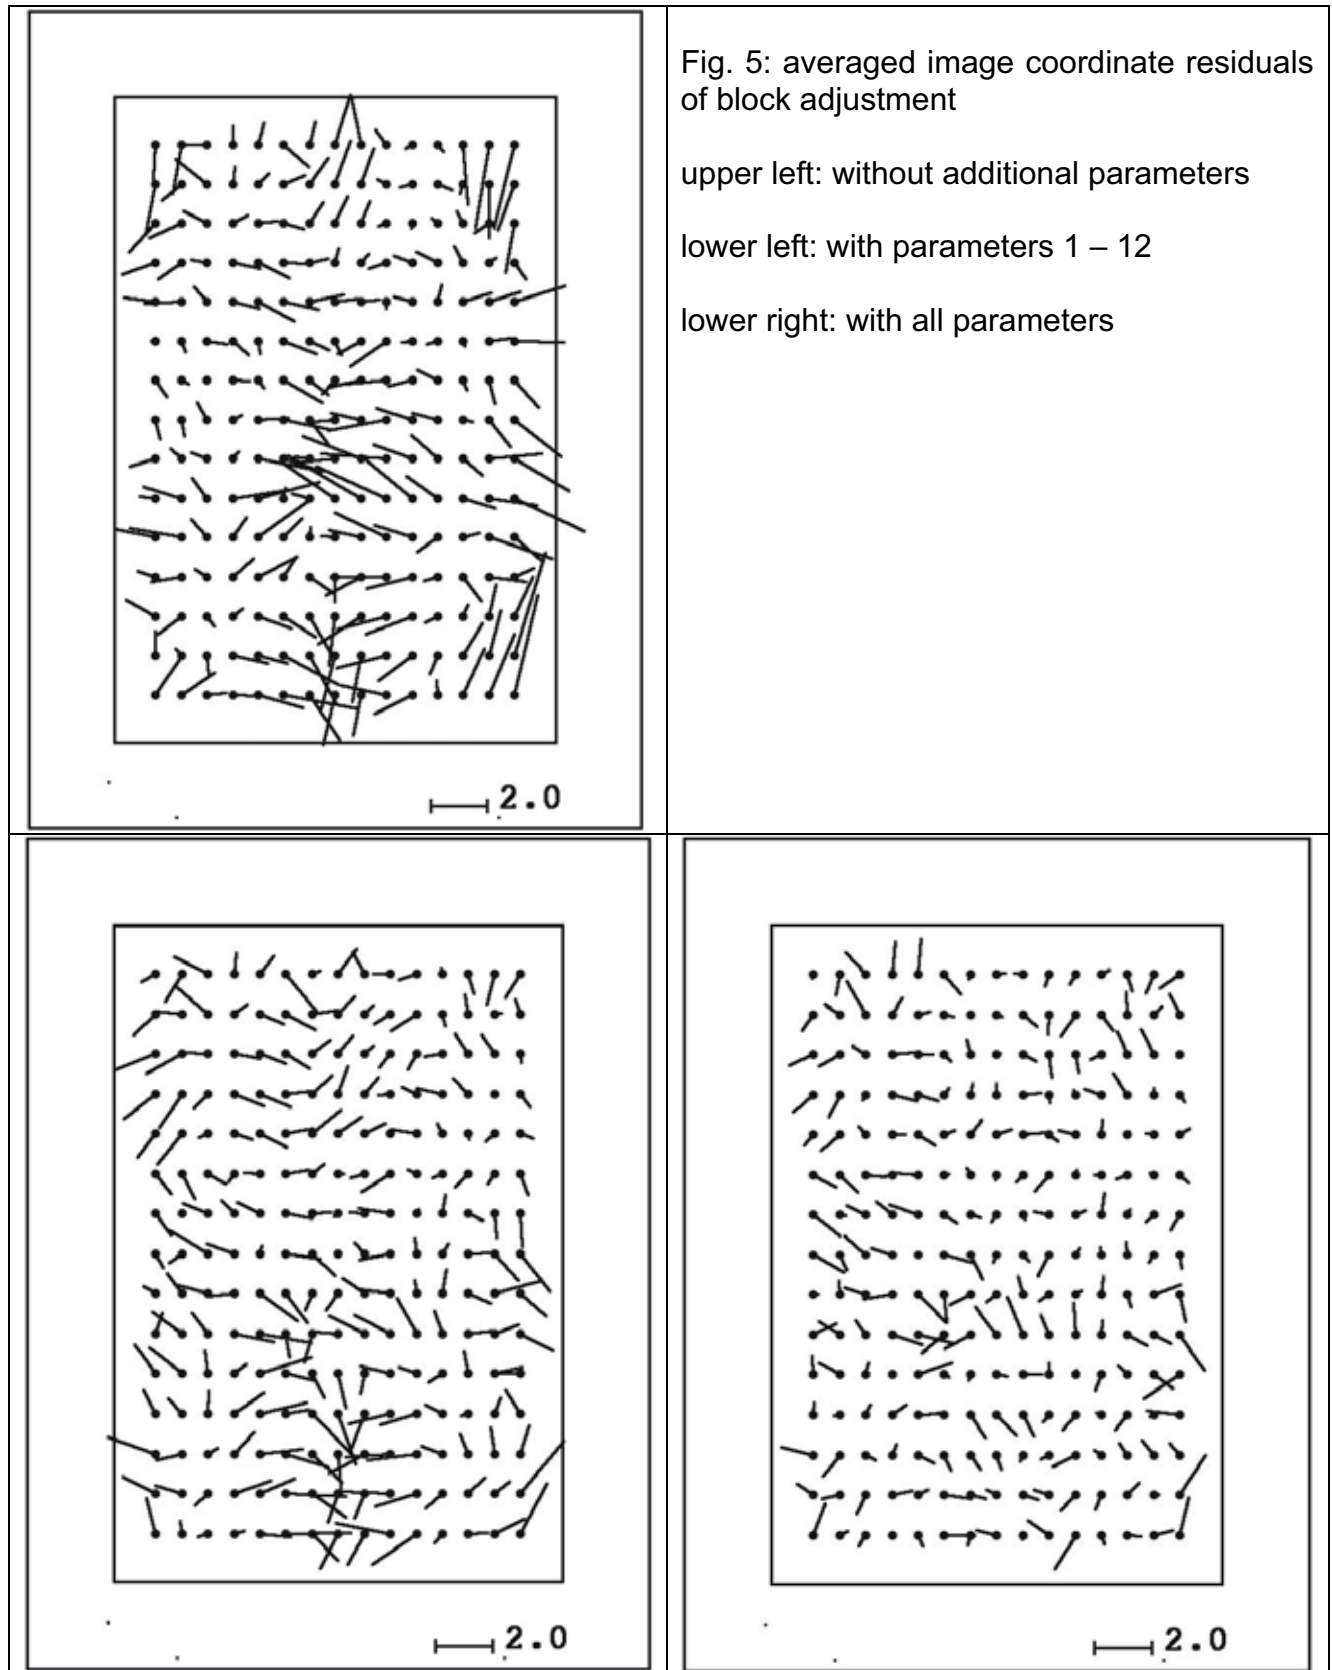 Fig. 5: averaged image coordinate residuals
of block adjustment
upper left: without additional parameters
lower left: with parameters 1 – 12
lower right: with all parameters
2.0
2.0
2.0